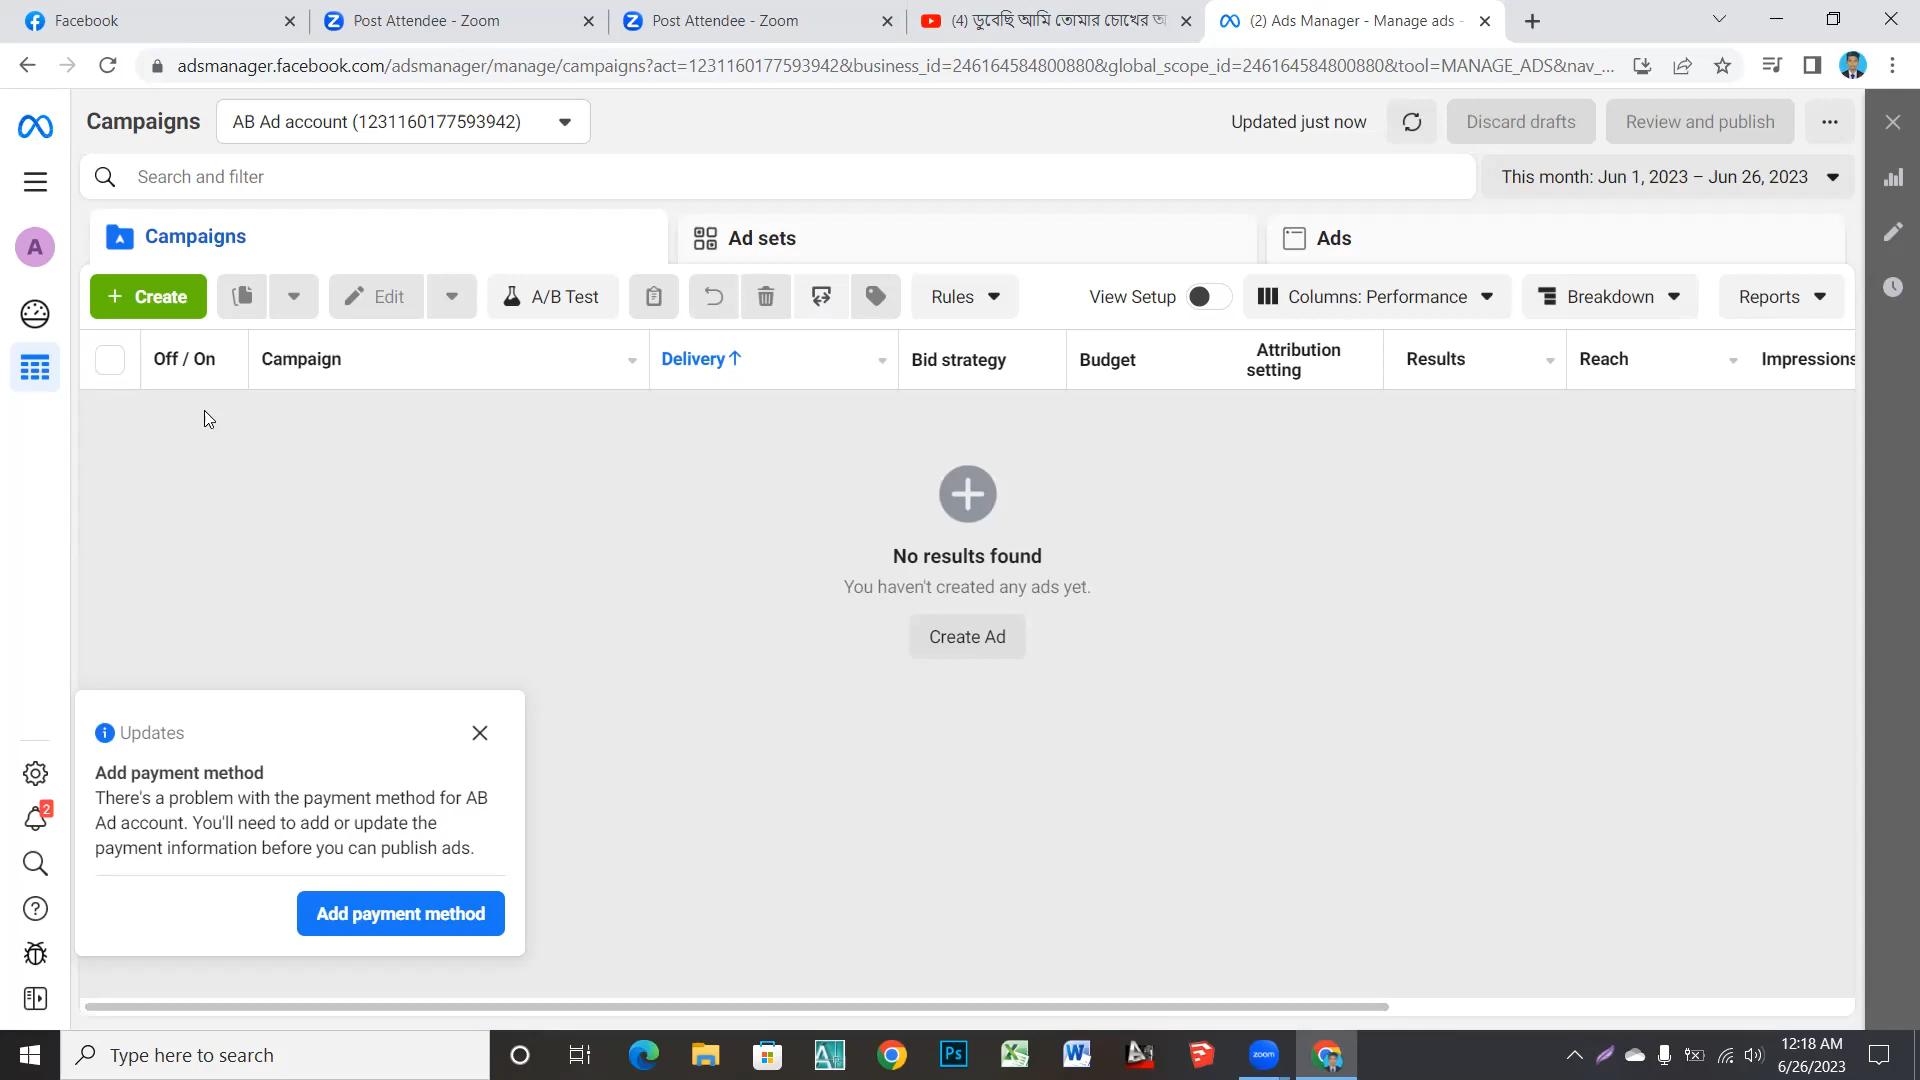 Facebook
Post Attendee - Zoom
Post Attendee - Zoom
(4) ডুবেছি আমি তোমার চোখের অ
(2) Ads Manager - Manage ads -
adsmanager.facebook.com/adsmanager/manage/campaigns?act=1231160177593942&business_id=246164584800880&global_scope_id=246164584800880&tool=MANAGE_ADS&nav_...
Campaigns
AB Ad account (1231160177593942)
Updated just now
Discard drafts
Review and publish
Search and filter
This month: Jun 1, 2023 – Jun 26, 2023
A
Campaigns
Ad sets
Ads
+ Create
Edit
A/B Test
Rules
View Setup
Columns: Performance
Breakdown
Reports
Off / On
Campaign
Delivery↑
Bid strategy
Budget
Attribution
setting
Results
Reach
Impressions
No results found
You haven't created any ads yet.
Create Ad
Updates
Add payment method
There's a problem with the payment method for AB
Ad account. You'll need to add or update the
payment information before you can publish ads.
Add payment method
2
Type here to search
Ps
zoom
12:18 AM
6/26/2023